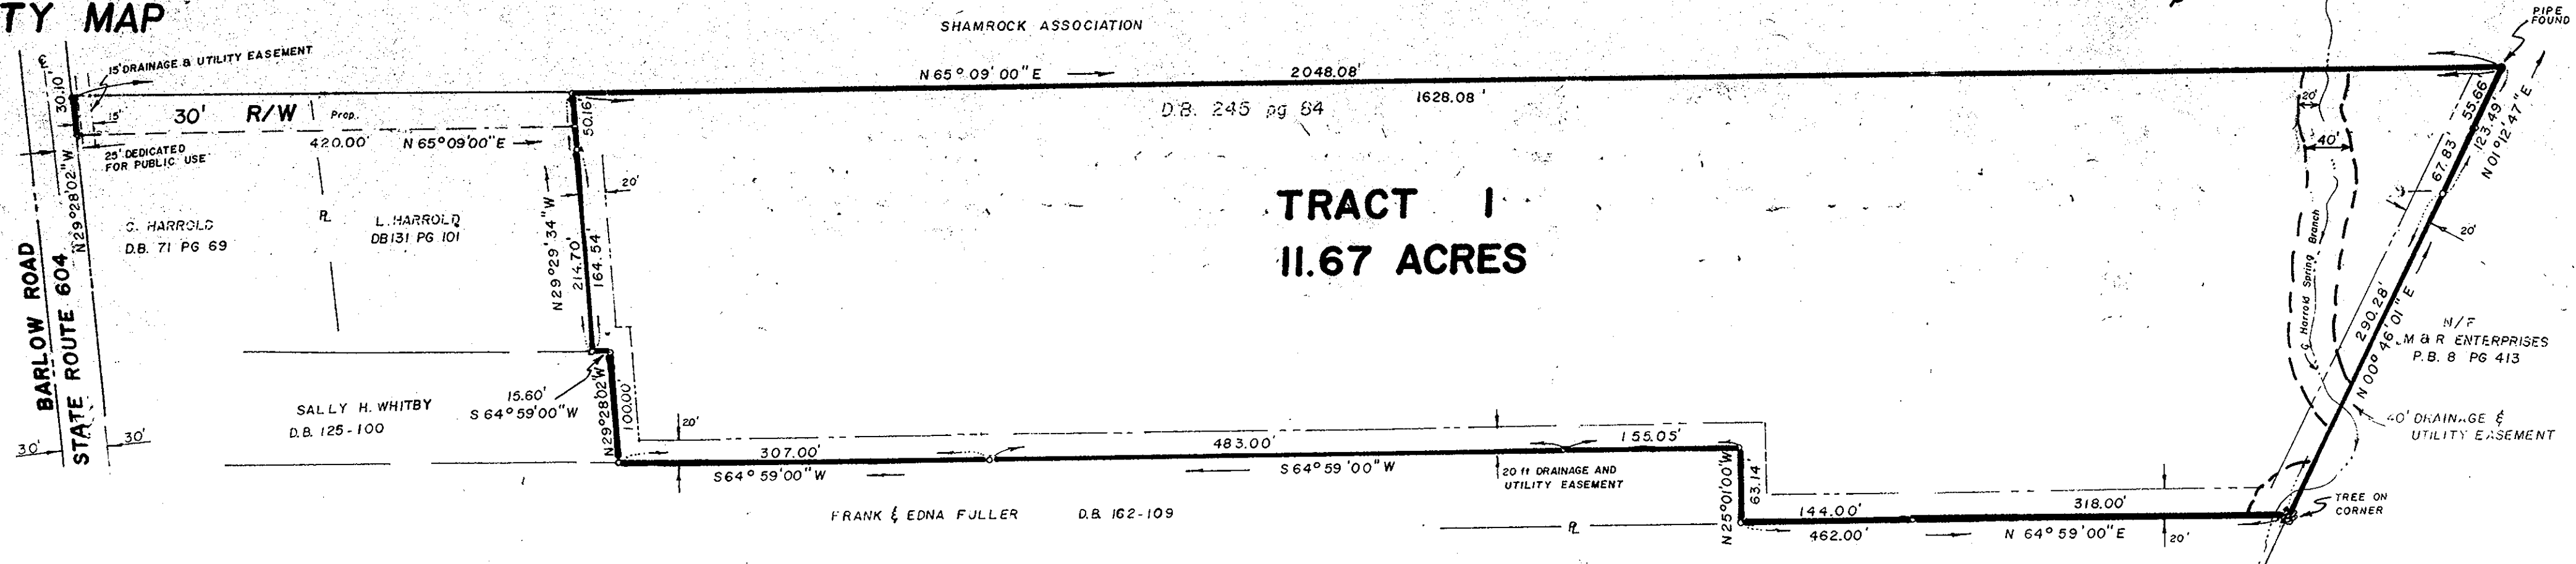 TY MAP
SHAMROCK ASSOCIATION
PIPE
FOUND
15' DRAINAGE & UTILITY EASEMENT
℄
30.10'
N 65° 09' 00" E
2048.08'
1628.08'
D.B. 245 pg 84
30' R/W
Prop.
15'
420.00'
N 65°09'00"E
25' DEDICATED
FOR PUBLIC USE
50.16'
20'
N29°28'02"W
C. HARROLD
D.B. 71 PG 69
PL
L. HARROLD
DB131 PG 101
N29°29'34"W
214.70'
164.54'
TRACT 1
11.67 ACRES
20'
40'
℄ Harrold Spring Branch
55.66'
123.49'
N 01°12'47" E
67.83'
20'
290.28'
N 00° 46' 01" E
N/F
M & R ENTERPRISES
P.B. 8 PG 413
40' DRAINAGE &
UTILITY EASEMENT
BARLOW ROAD
STATE ROUTE 604
30'
30'
SALLY H. WHITBY
D.B. 125-100
15.60'
S 64°59'00"W
N29°28'02"W
100.00'
20'
307.00'
S64°59'00"W
483.00'
S64°59'00"W
155.05'
20 ft DRAINAGE AND
UTILITY EASEMENT
N25°01'00"W
63.14'
FRANK & EDNA FULLER D.B. 162-109
PL
144.00'
318.00'
462.00'
N 64°59'00"E
20'
TREE ON
CORNER